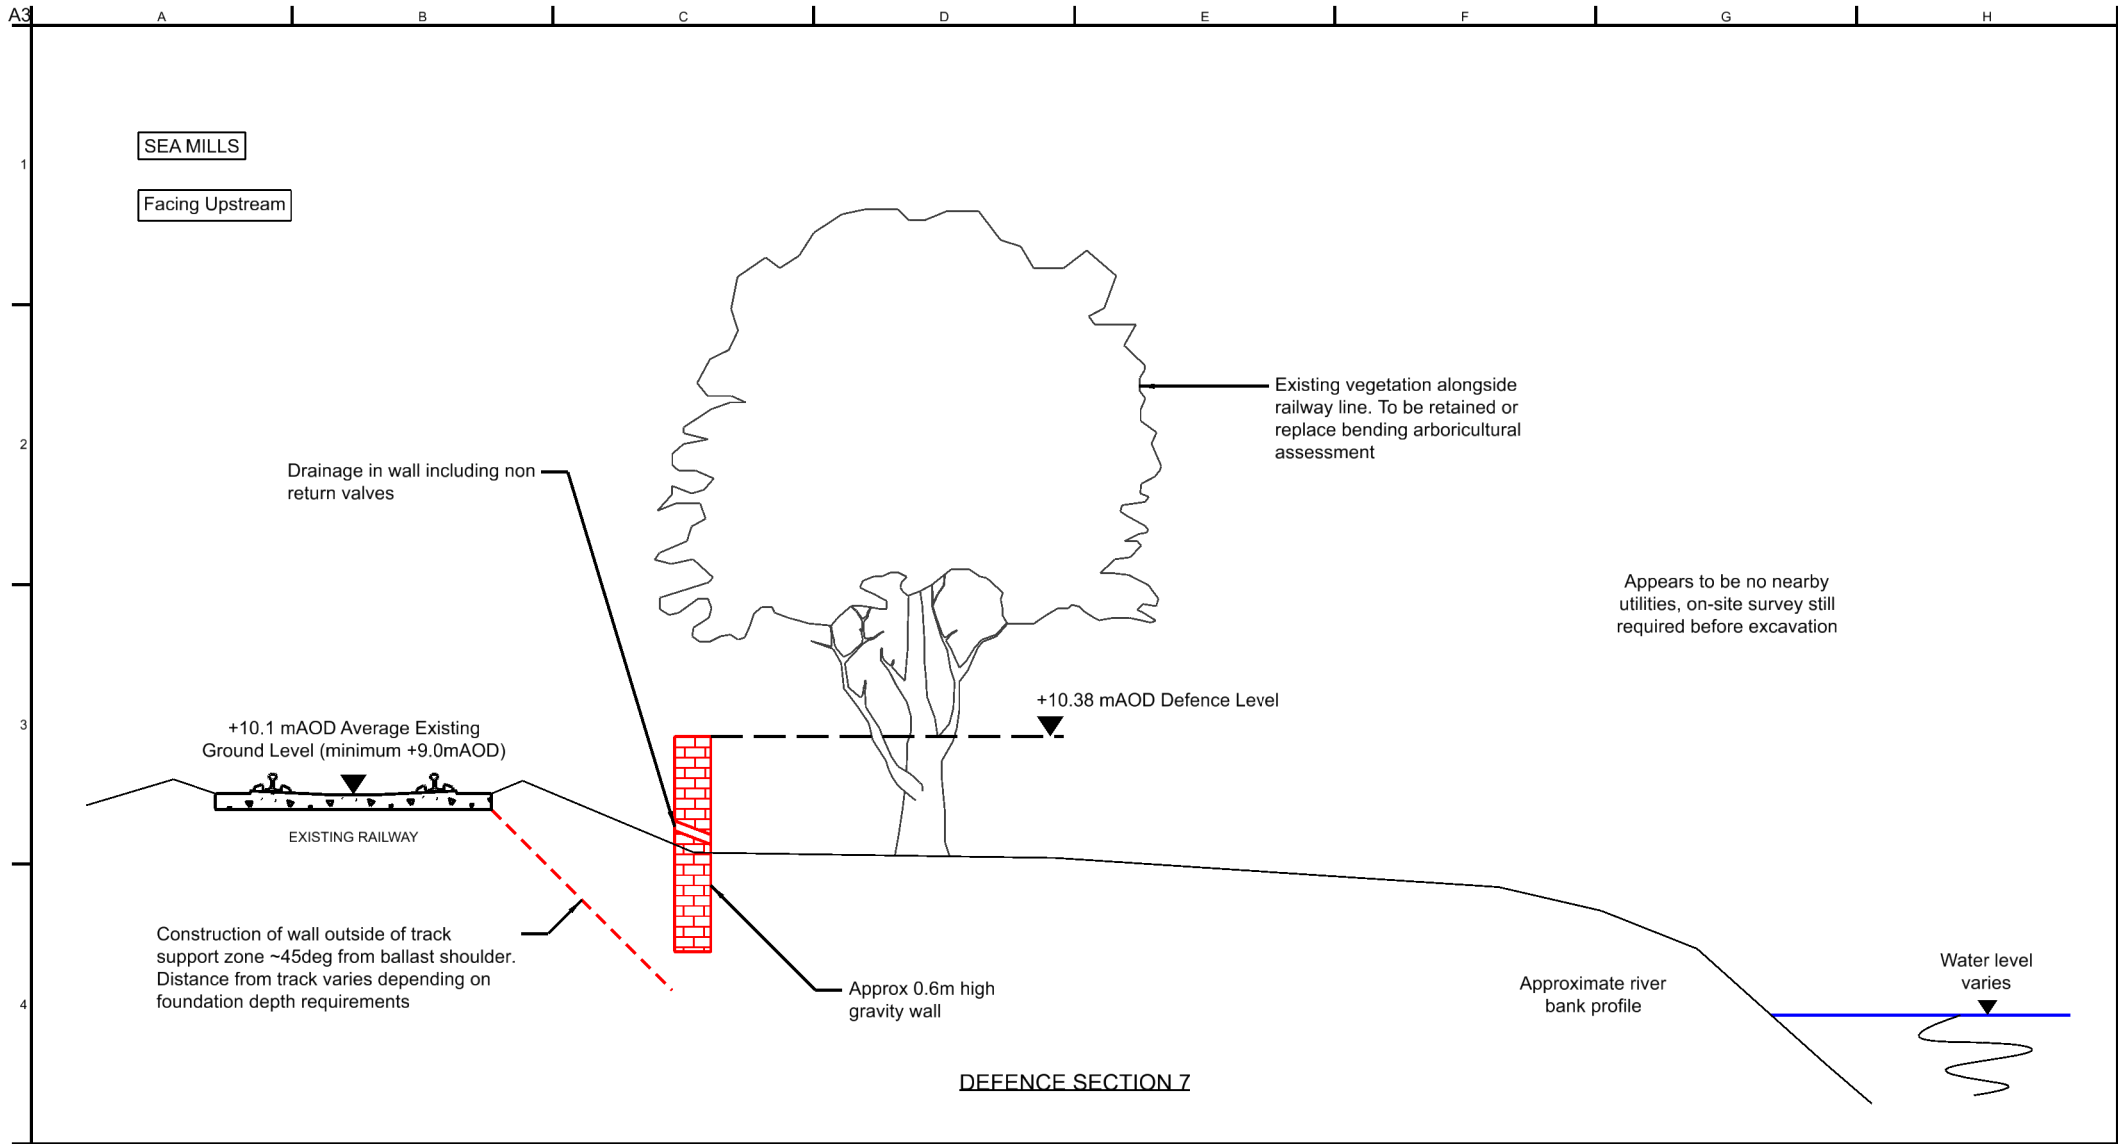 A3
A
B
C
D
E
F
G
H
1
2
3
4
SEA MILLS
Facing Upstream
Existing vegetation alongside
railway line. To be retained or
replace bending arboricultural
assessment
Drainage in wall including non
return valves
Appears to be no nearby
utilities, on-site survey still
required before excavation
+10.38 mAOD Defence Level
+10.1 mAOD Average Existing
Ground Level (minimum +9.0mAOD)
EXISTING RAILWAY
Construction of wall outside of track
support zone ~45deg from ballast shoulder.
Distance from track varies depending on
foundation depth requirements
Approx 0.6m high
gravity wall
Approximate river
bank profile
Water level
varies
DEFENCE SECTION 7